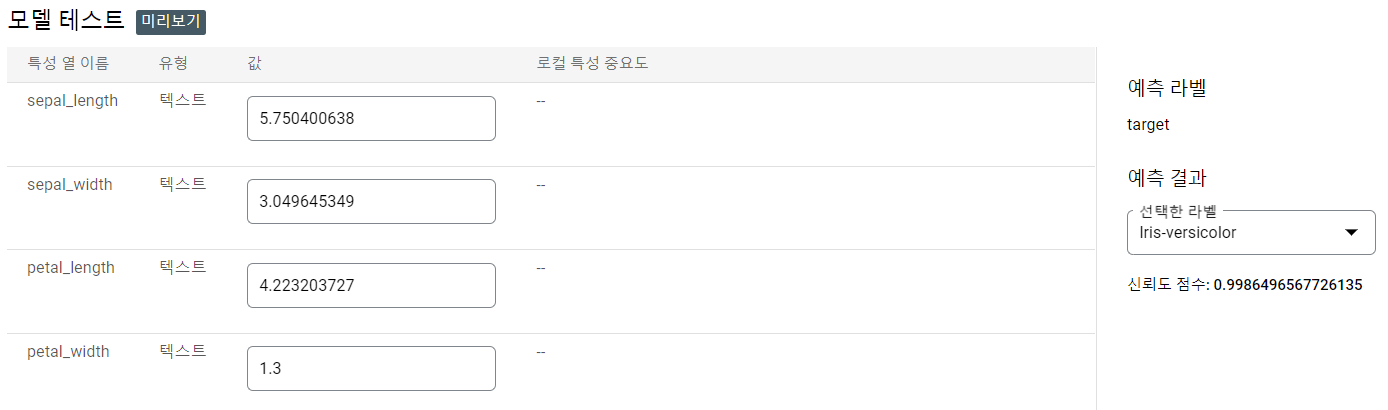 모델 테스트 미리보기
특성 열 이름 유형 값 로컬 특성 중요도
sepal_length 텍스트 5.750400638 --
sepal_width 텍스트 3.049645349 --
petal_length 텍스트 4.223203727 --
petal_width 텍스트 1.3 --
예측 라벨
target
예측 결과
선택한 라벨
Iris-versicolor
신뢰도 점수: 0.9986496567726135